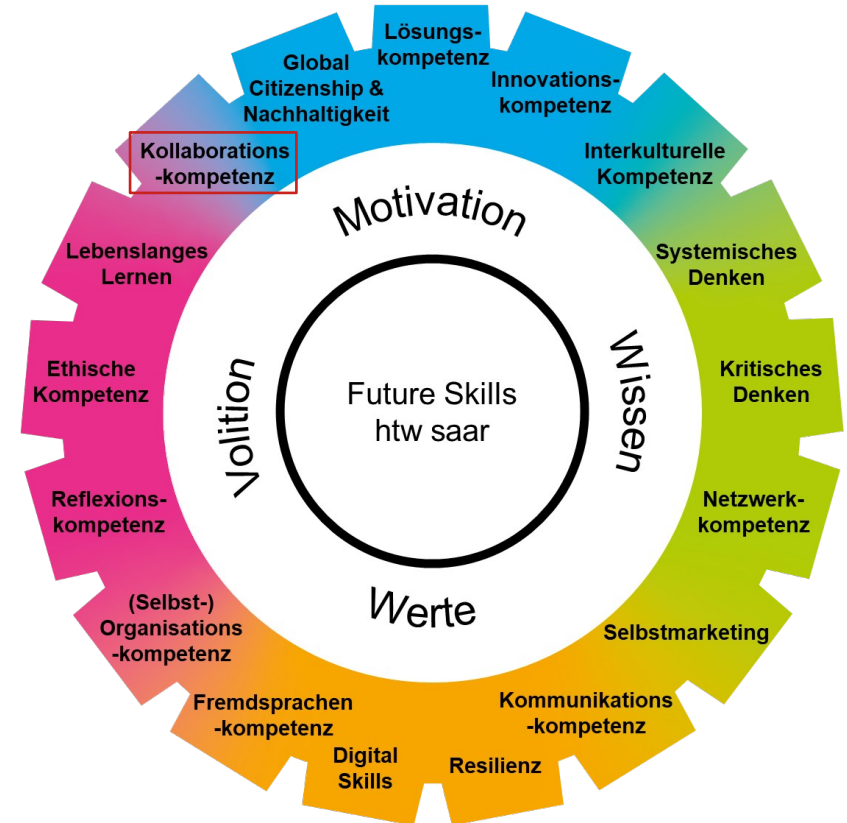 Lösungs-
kompetenz
Innovations-
kompetenz
Interkulturelle
Kompetenz
Systemisches
Denken
Kritisches
Denken
Netzwerk-
kompetenz
Selbstmarketing
Kommunikations
-kompetenz
Resilienz
Digital
Skills
Fremdsprachen
-kompetenz
(Selbst-)
Organisations
-kompetenz
Reflexions-
kompetenz
Ethische
Kompetenz
Lebenslanges
Lernen
Kollaborations
-kompetenz
Global
Citizenship &
Nachhaltigkeit
Motivation
Wissen
Werte
Volition
Future Skills
htw saar